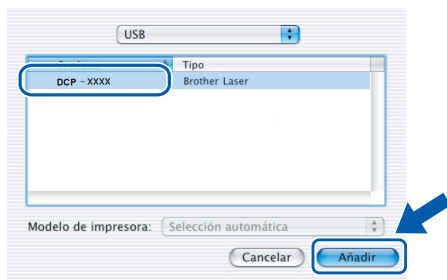 USB
Tipo
DCP - XXXX Brother Laser
Modelo de impresora: Selección automática
Cancelar Añadir